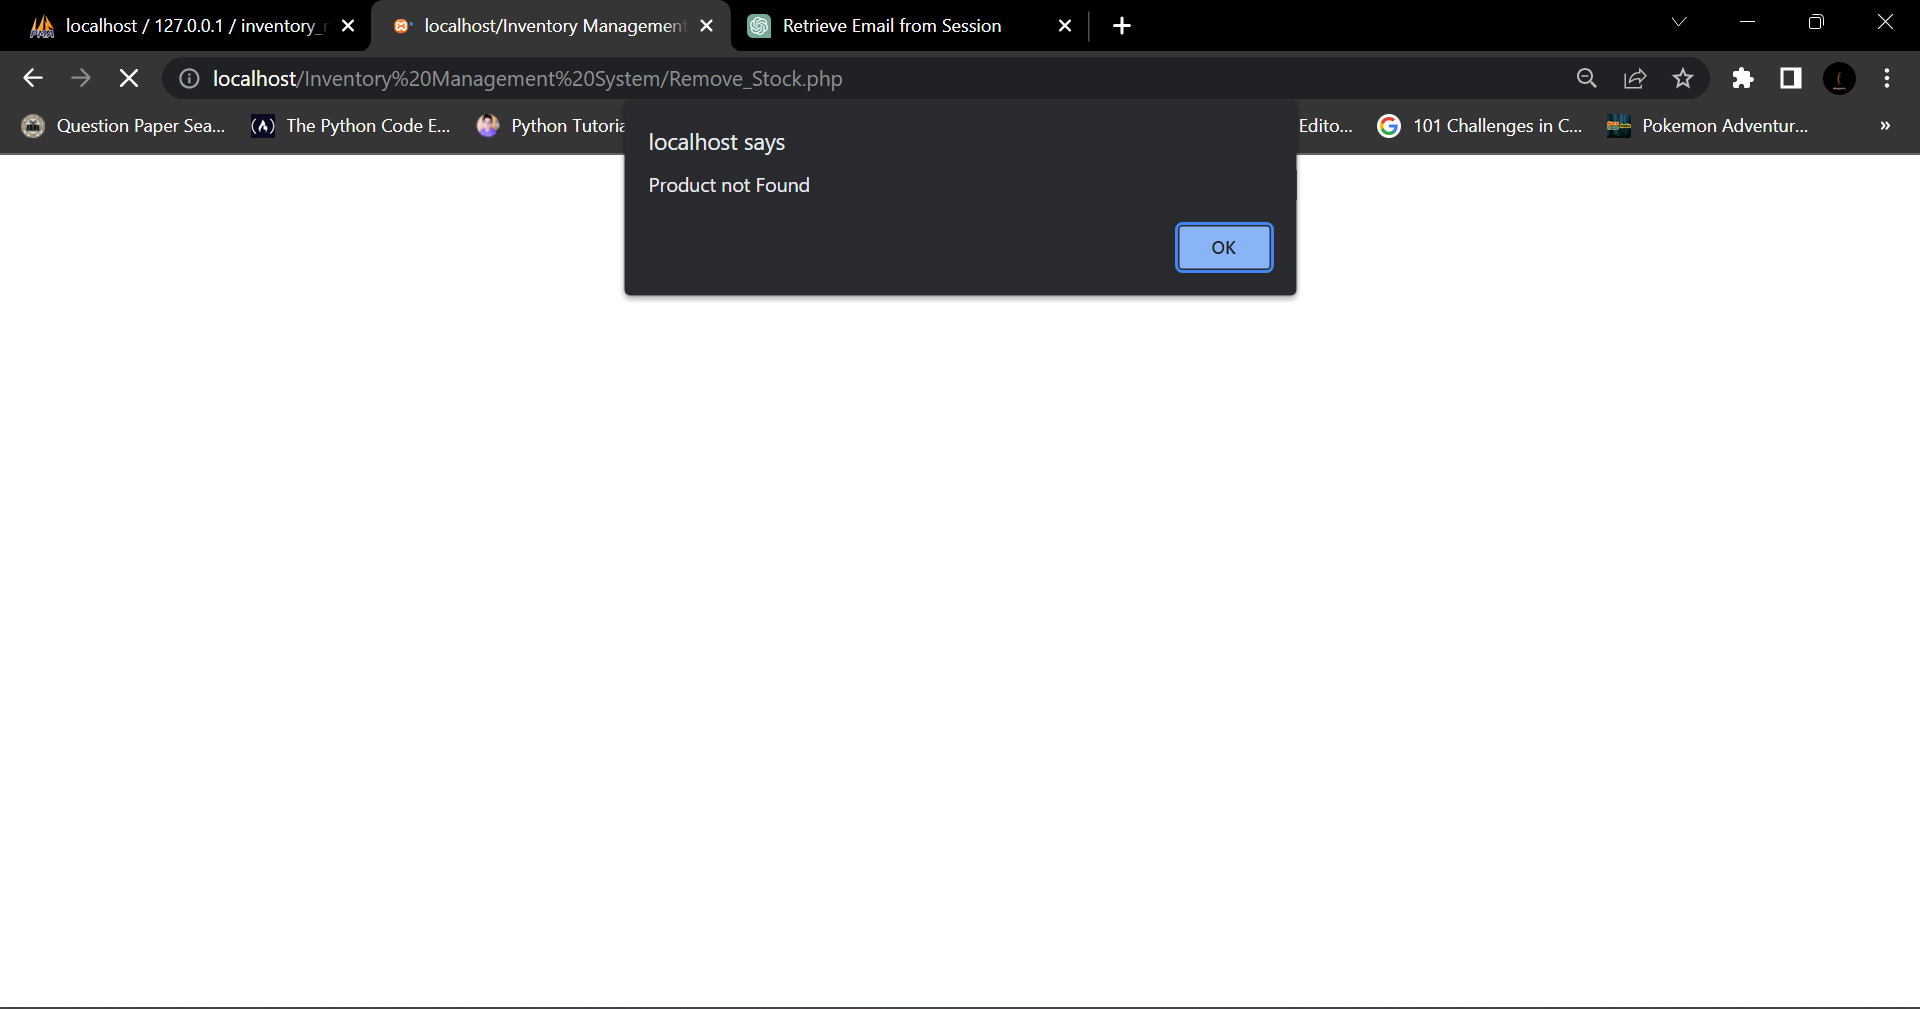 localhost / 127.0.0.1 / inventory_
localhost/Inventory Management
Retrieve Email from Session
localhost/Inventory%20Management%20System/Remove_Stock.php
Question Paper Sea...
The Python Code E...
Python Tutoria
Edito...
101 Challenges in C...
Pokemon Adventur...
»
localhost says
Product not Found
OK